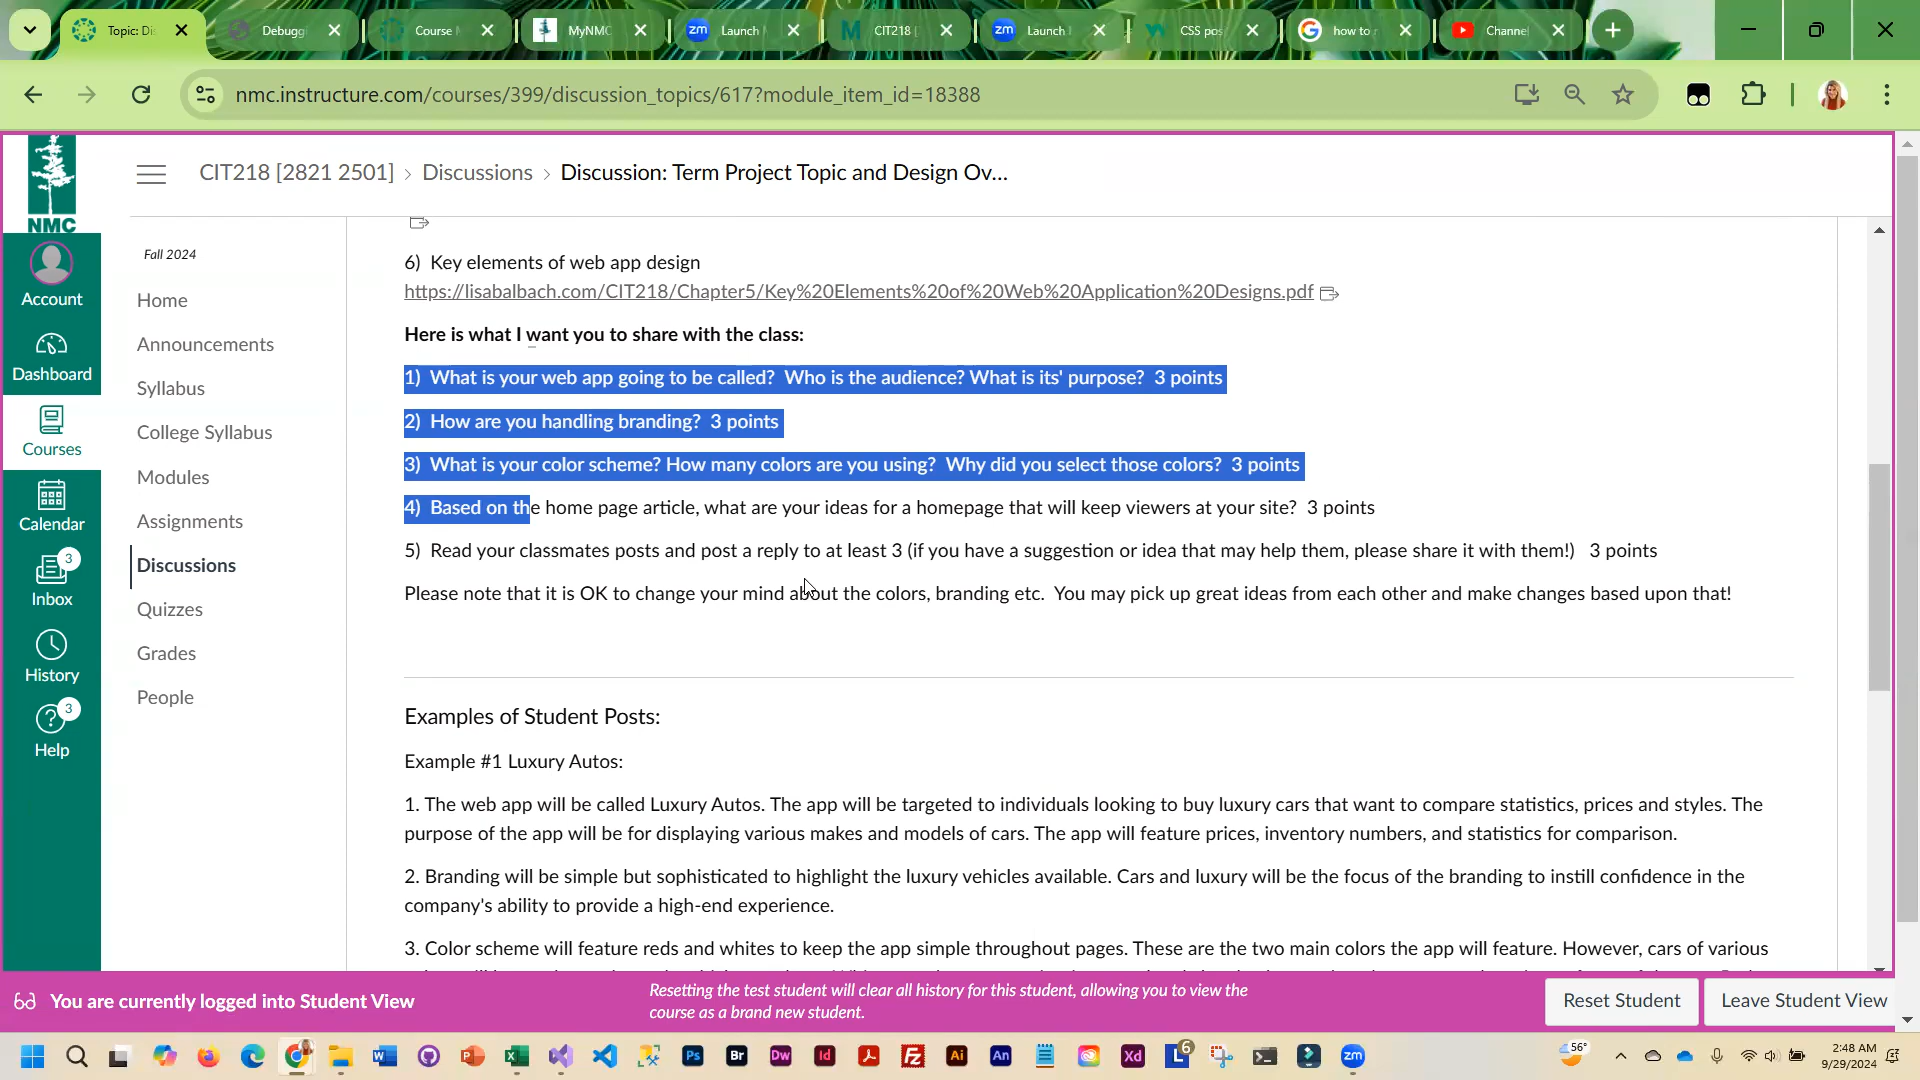 Topic: Di
Debuggi
Course
MyNMC
zm
Launch
CIT218 [
zm
Launch
CSS pos
how to r
Channel
nmc.instructure.com/courses/399/discussion_topics/617?module_item_id=18388
NMC
CIT218 [2821 2501] › Discussions › Discussion: Term Project Topic and Design Ov...
Account
Dashboard
Courses
Calendar
3
Inbox
History
3
Help
Fall 2024
Home
Announcements
Syllabus
College Syllabus
Modules
Assignments
Discussions
Quizzes
Grades
People
6) Key elements of web app design
https://lisabalbach.com/CIT218/Chapter5/Key%20Elements%20of%20Web%20Application%20Designs.pdf
Here is what I want you to share with the class:
1) What is your web app going to be called? Who is the audience? What is its' purpose? 3 points
2) How are you handling branding? 3 points
3) What is your color scheme? How many colors are you using? Why did you select those colors? 3 points
4) Based on the home page article, what are your ideas for a homepage that will keep viewers at your site? 3 points
5) Read your classmates posts and post a reply to at least 3 (if you have a suggestion or idea that may help them, please share it with them!) 3 points
Please note that it is OK to change your mind about the colors, branding etc. You may pick up great ideas from each other and make changes based upon that!
Examples of Student Posts:
Example #1 Luxury Autos:
1. The web app will be called Luxury Autos. The app will be targeted to individuals looking to buy luxury cars that want to compare statistics, prices and styles. The
purpose of the app will be for displaying various makes and models of cars. The app will feature prices, inventory numbers, and statistics for comparison.
2. Branding will be simple but sophisticated to highlight the luxury vehicles available. Cars and luxury will be the focus of the branding to instill confidence in the
company's ability to provide a high-end experience.
3. Color scheme will feature reds and whites to keep the app simple throughout pages. These are the two main colors the app will feature. However, cars of various
You are currently logged into Student View
Resetting the test student will clear all history for this student, allowing you to view the
course as a brand new student.
Reset Student
Leave Student View
Ps
Br
Dw
Id
Ai
An
Xd
L
6
zm
56°
2:48 AM
9/29/2024